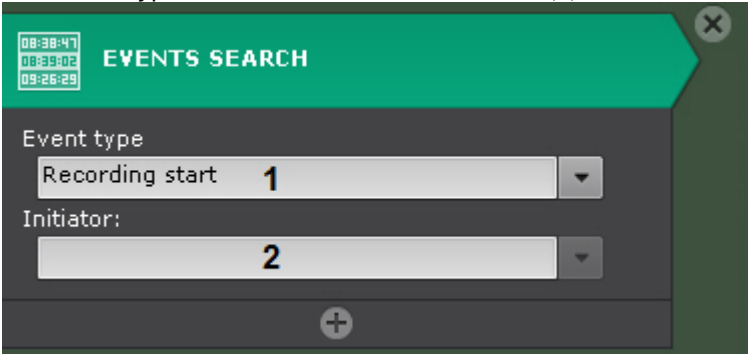 08:38:47
08:39:02
09:26:29
EVENTS SEARCH
Event type
Recording start 1
Initiator:
2